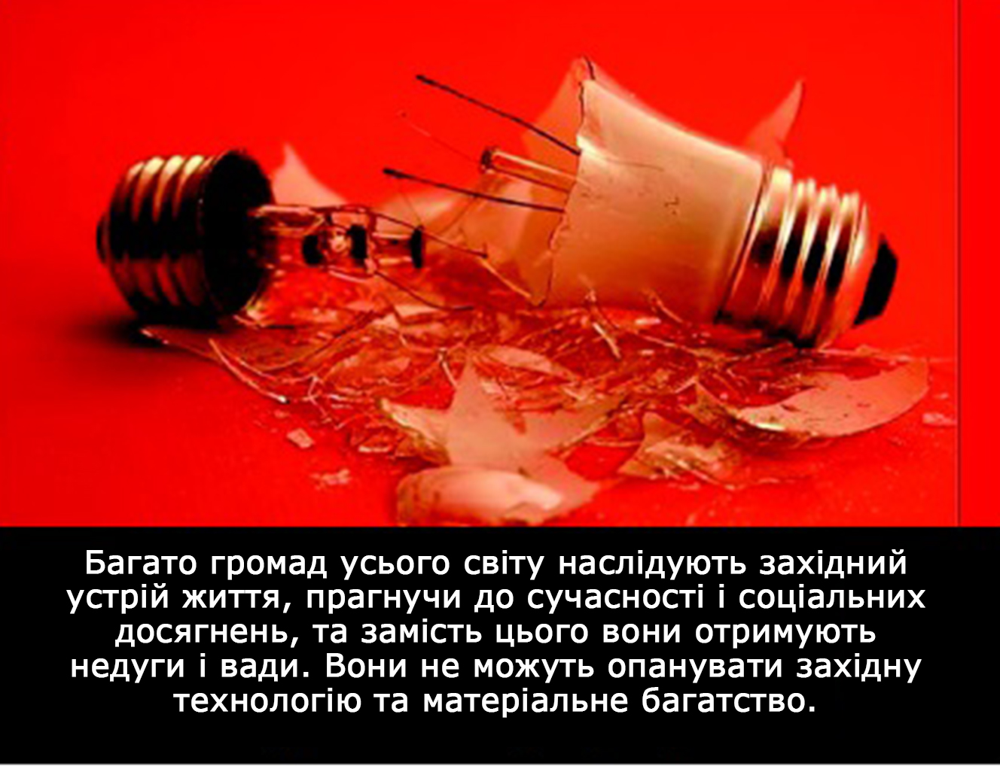 Багато громад усього світу наслідують західний
устрій життя, прагнучи до сучасності і соціальних
досягнень, та замість цього вони отримують
недуги і вади. Вони не можуть опанувати західну
технологію та матеріальне багатство.